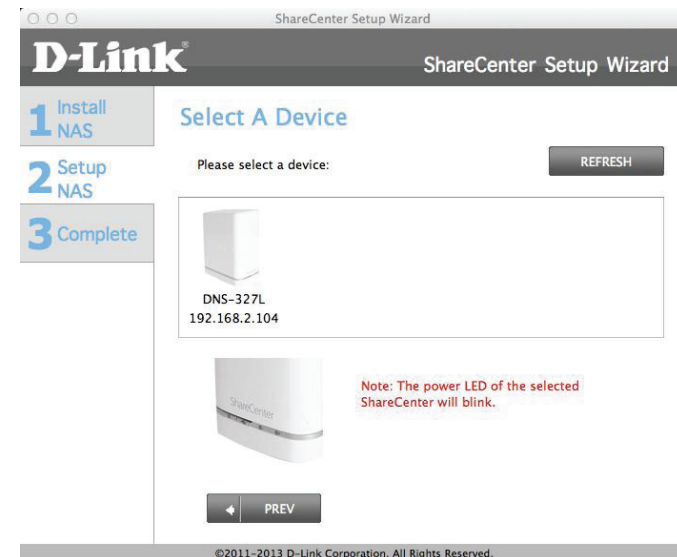 ShareCenter Setup Wizard
D-Link®
ShareCenter Setup Wizard
1 Install NAS
2 Setup NAS
3 Complete
Select A Device
Please select a device:
REFRESH
DNS-327L
192.168.2.104
ShareCenter
Note: The power LED of the selected
ShareCenter will blink.
PREV
©2011-2013 D-Link Corporation. All Rights Reserved.